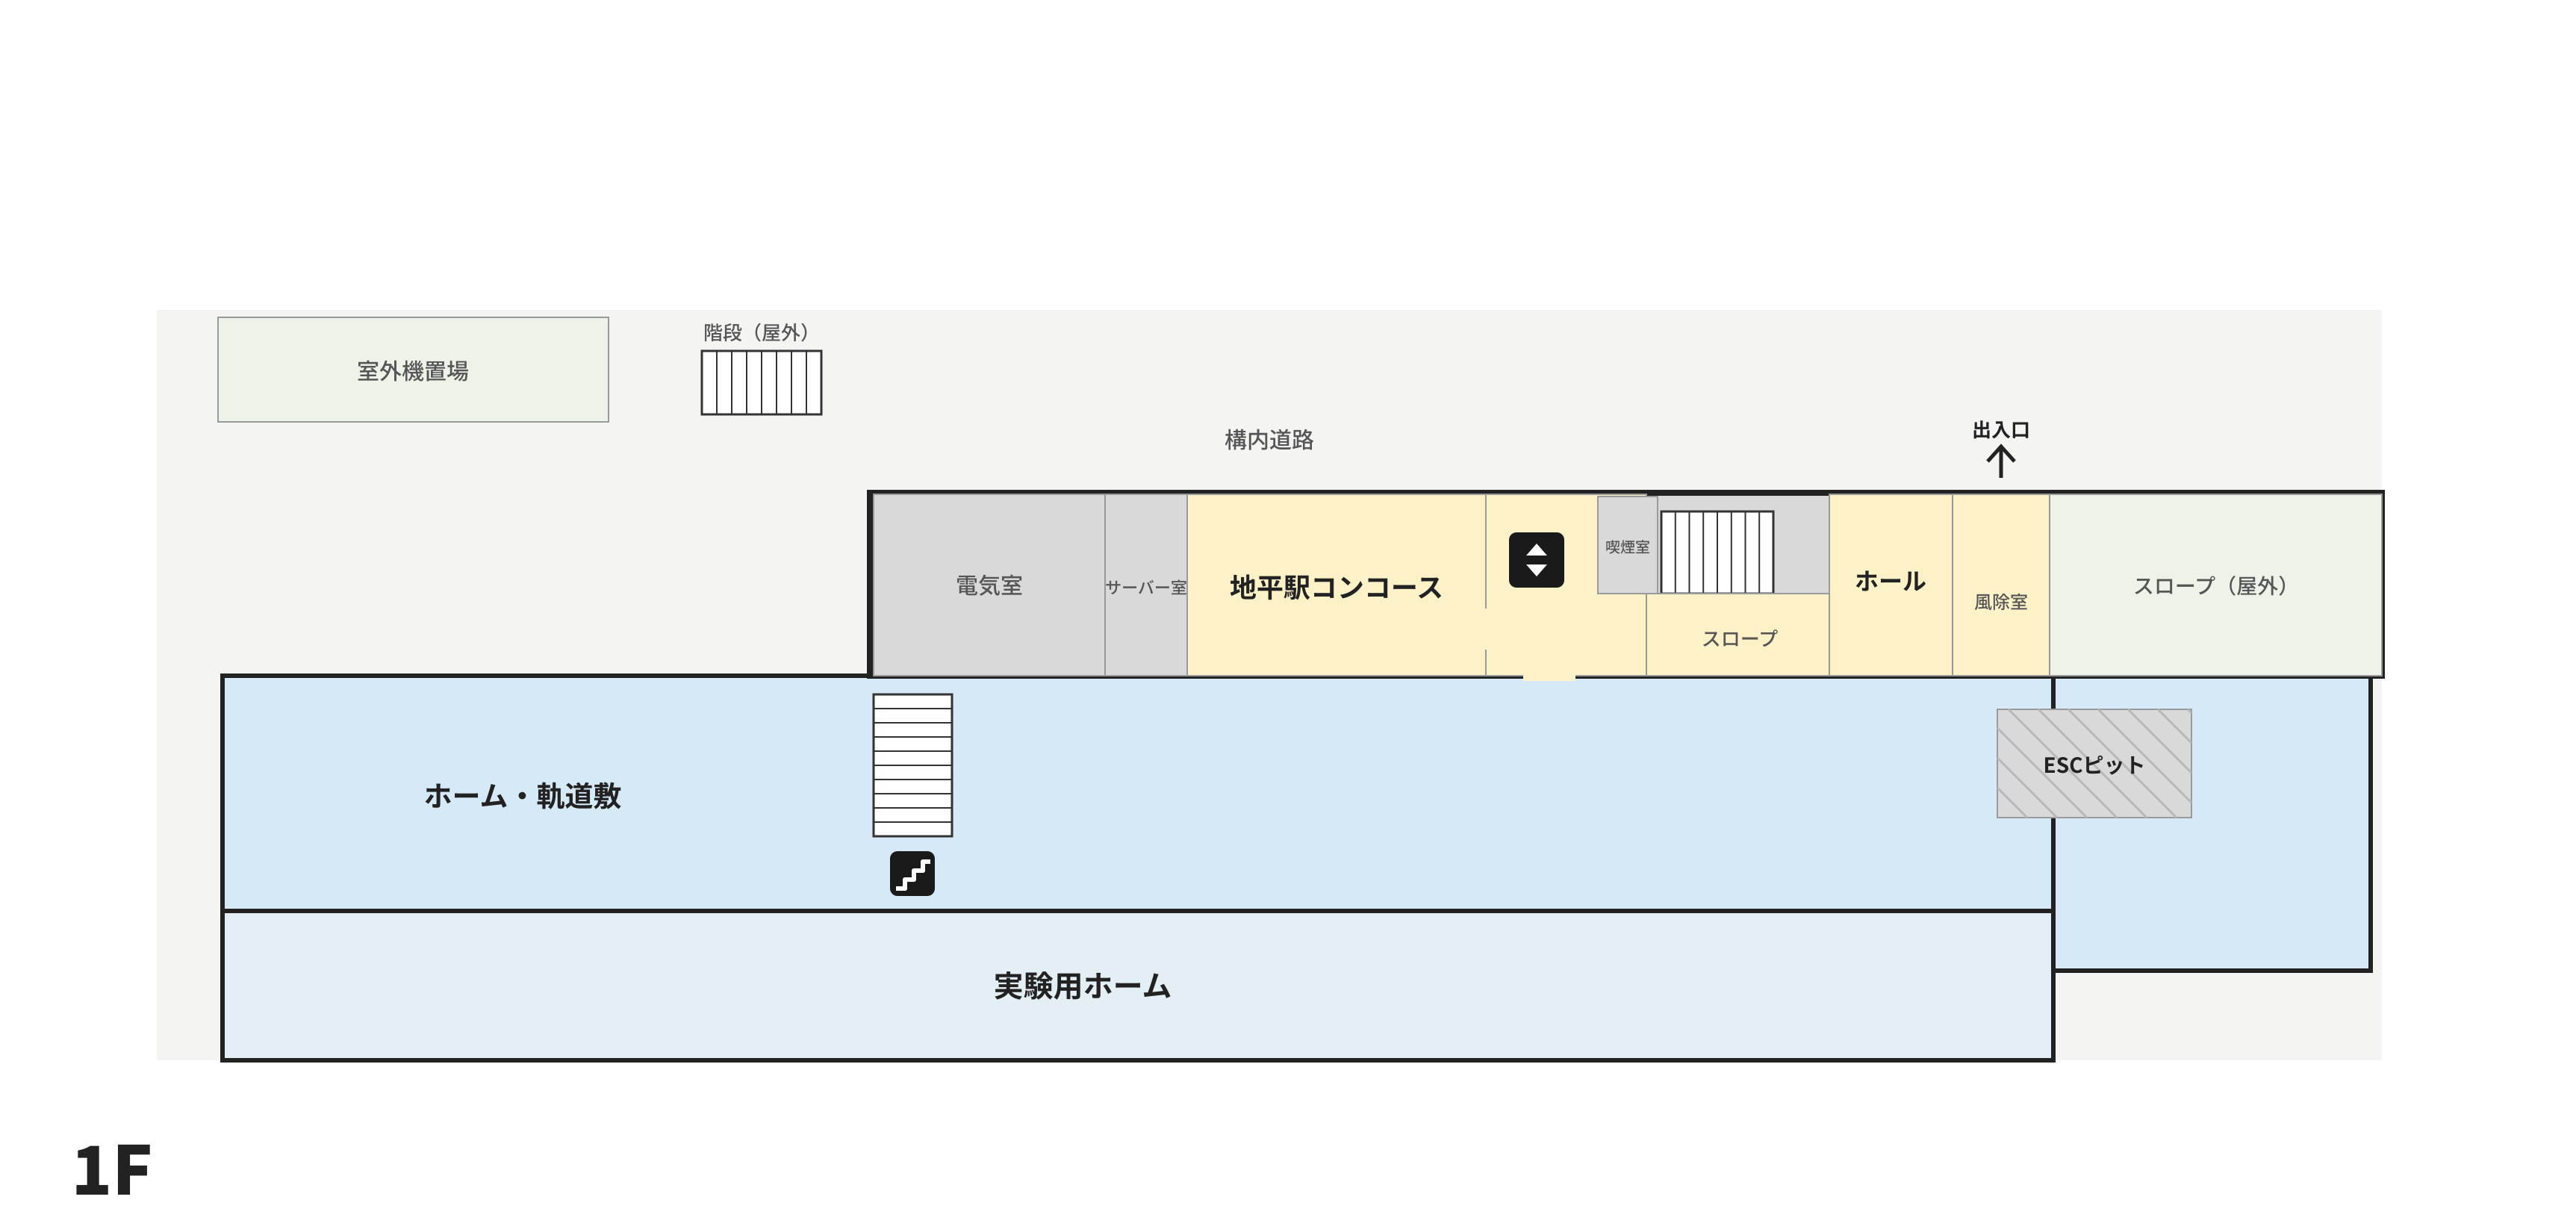 階段（屋外）
室外機置場
構内道路
出入口
電気室
サーバー室
地平駅コンコース
喫煙室
スロープ
ホール
風除室
スロープ（屋外）
ホーム・軌道敷
ESCピット
実験用ホーム
1F